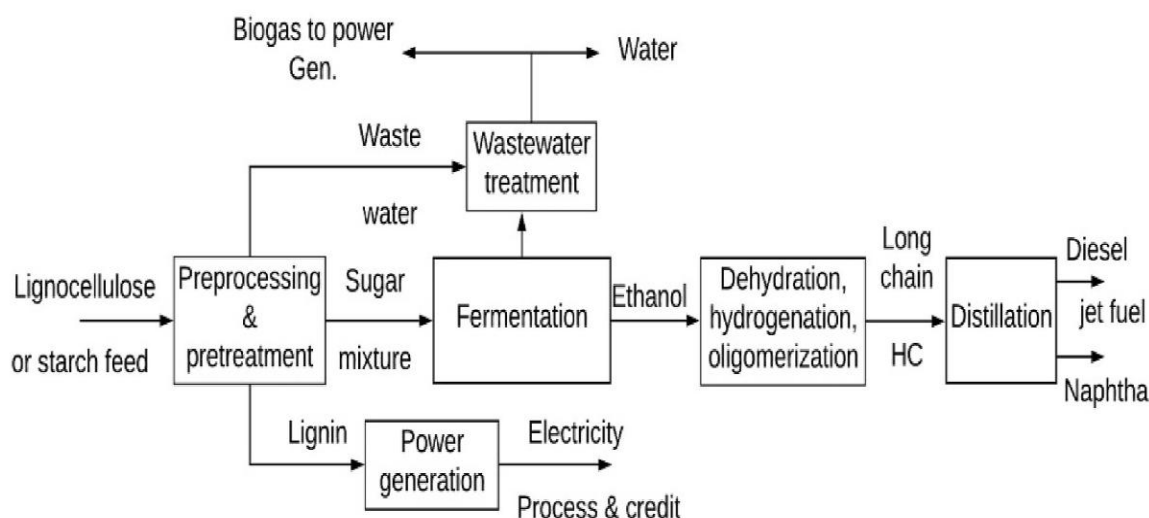 Biogas to power
Gen.
Water
Waste
water
Wastewater
treatment
Lignocellulose
or starch feed
Preprocessing
&
pretreatment
Sugar
mixture
Fermentation
Ethanol
Dehydration,
hydrogenation,
oligomerization
Long
chain
HC
Distillation
Diesel
jet fuel
Naphtha
Lignin
Power
generation
Electricity
Process & credit